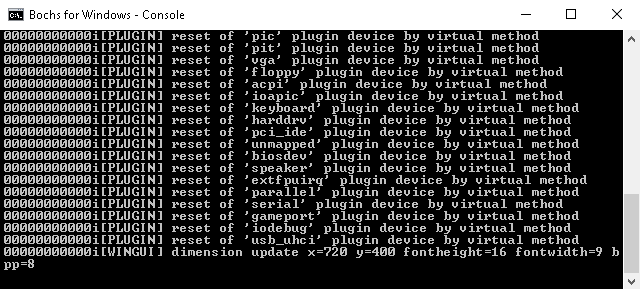 Bochs for Windows - Console
00000000000i[PLUGIN] reset of 'pic' plugin device by virtual method
00000000000i[PLUGIN] reset of 'pit' plugin device by virtual method
00000000000i[PLUGIN] reset of 'vga' plugin device by virtual method
00000000000i[PLUGIN] reset of 'floppy' plugin device by virtual method
00000000000i[PLUGIN] reset of 'acpi' plugin device by virtual method
00000000000i[PLUGIN] reset of 'ioapic' plugin device by virtual method
00000000000i[PLUGIN] reset of 'keyboard' plugin device by virtual method
00000000000i[PLUGIN] reset of 'harddrv' plugin device by virtual method
00000000000i[PLUGIN] reset of 'pci_ide' plugin device by virtual method
00000000000i[PLUGIN] reset of 'unmapped' plugin device by virtual method
00000000000i[PLUGIN] reset of 'biosdev' plugin device by virtual method
00000000000i[PLUGIN] reset of 'speaker' plugin device by virtual method
00000000000i[PLUGIN] reset of 'extfpuirq' plugin device by virtual method
00000000000i[PLUGIN] reset of 'parallel' plugin device by virtual method
00000000000i[PLUGIN] reset of 'serial' plugin device by virtual method
00000000000i[PLUGIN] reset of 'gameport' plugin device by virtual method
00000000000i[PLUGIN] reset of 'iodebug' plugin device by virtual method
00000000000i[PLUGIN] reset of 'usb_uhci' plugin device by virtual method
00000000000i[WINGUI] dimension update x=720 y=400 fontheight=16 fontwidth=9 b
pp=8